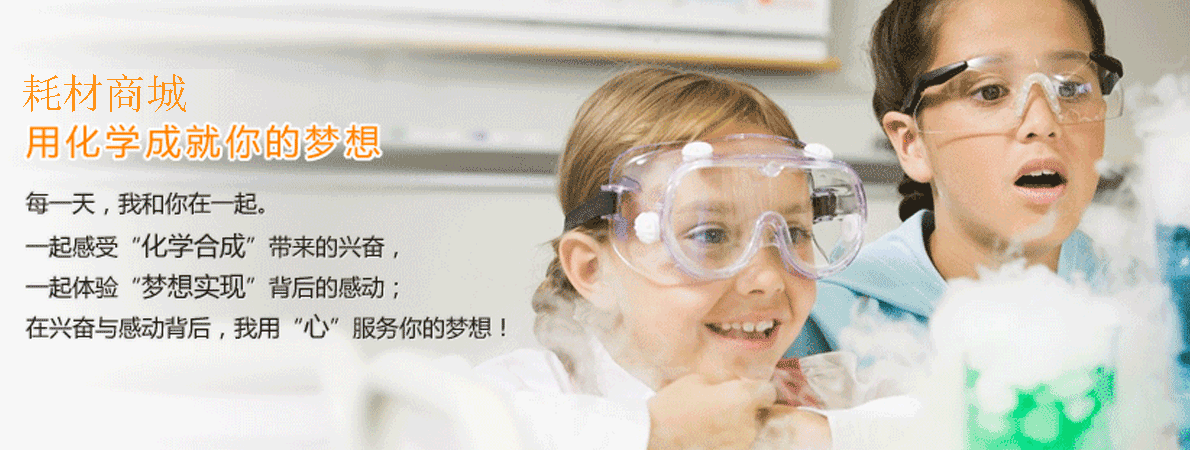 耗材商城
用化学成就你的梦想
每一天，我和你在一起。
一起感受“化学合成”带来的兴奋，
一起体验“梦想实现”背后的感动；
在兴奋与感动背后，我用“心”服务你的梦想！